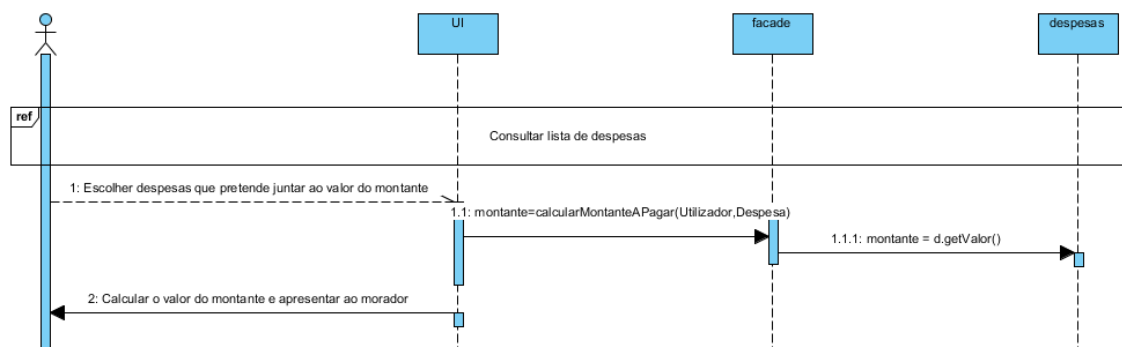 UI
facade
despesas
ref
Consultar lista de despesas
1: Escolher despesas que pretende juntar ao valor do montante
1.1: montante=calcularMontanteAPagar(Utilizador,Despesa)
1.1.1: montante = d.getValor()
2: Calcular o valor do montante e apresentar ao morador